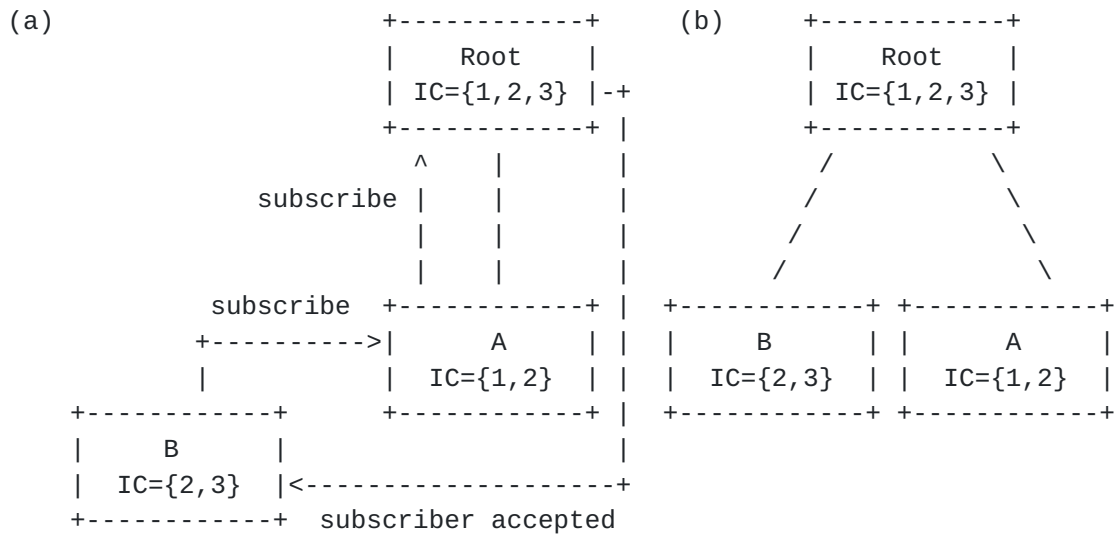 (a)
Root
IC={1,2,3}
subscribe
subscribe
A
IC={1,2}
B
IC={2,3}
subscriber accepted
(b)
Root
IC={1,2,3}
B
IC={2,3}
A
IC={1,2}